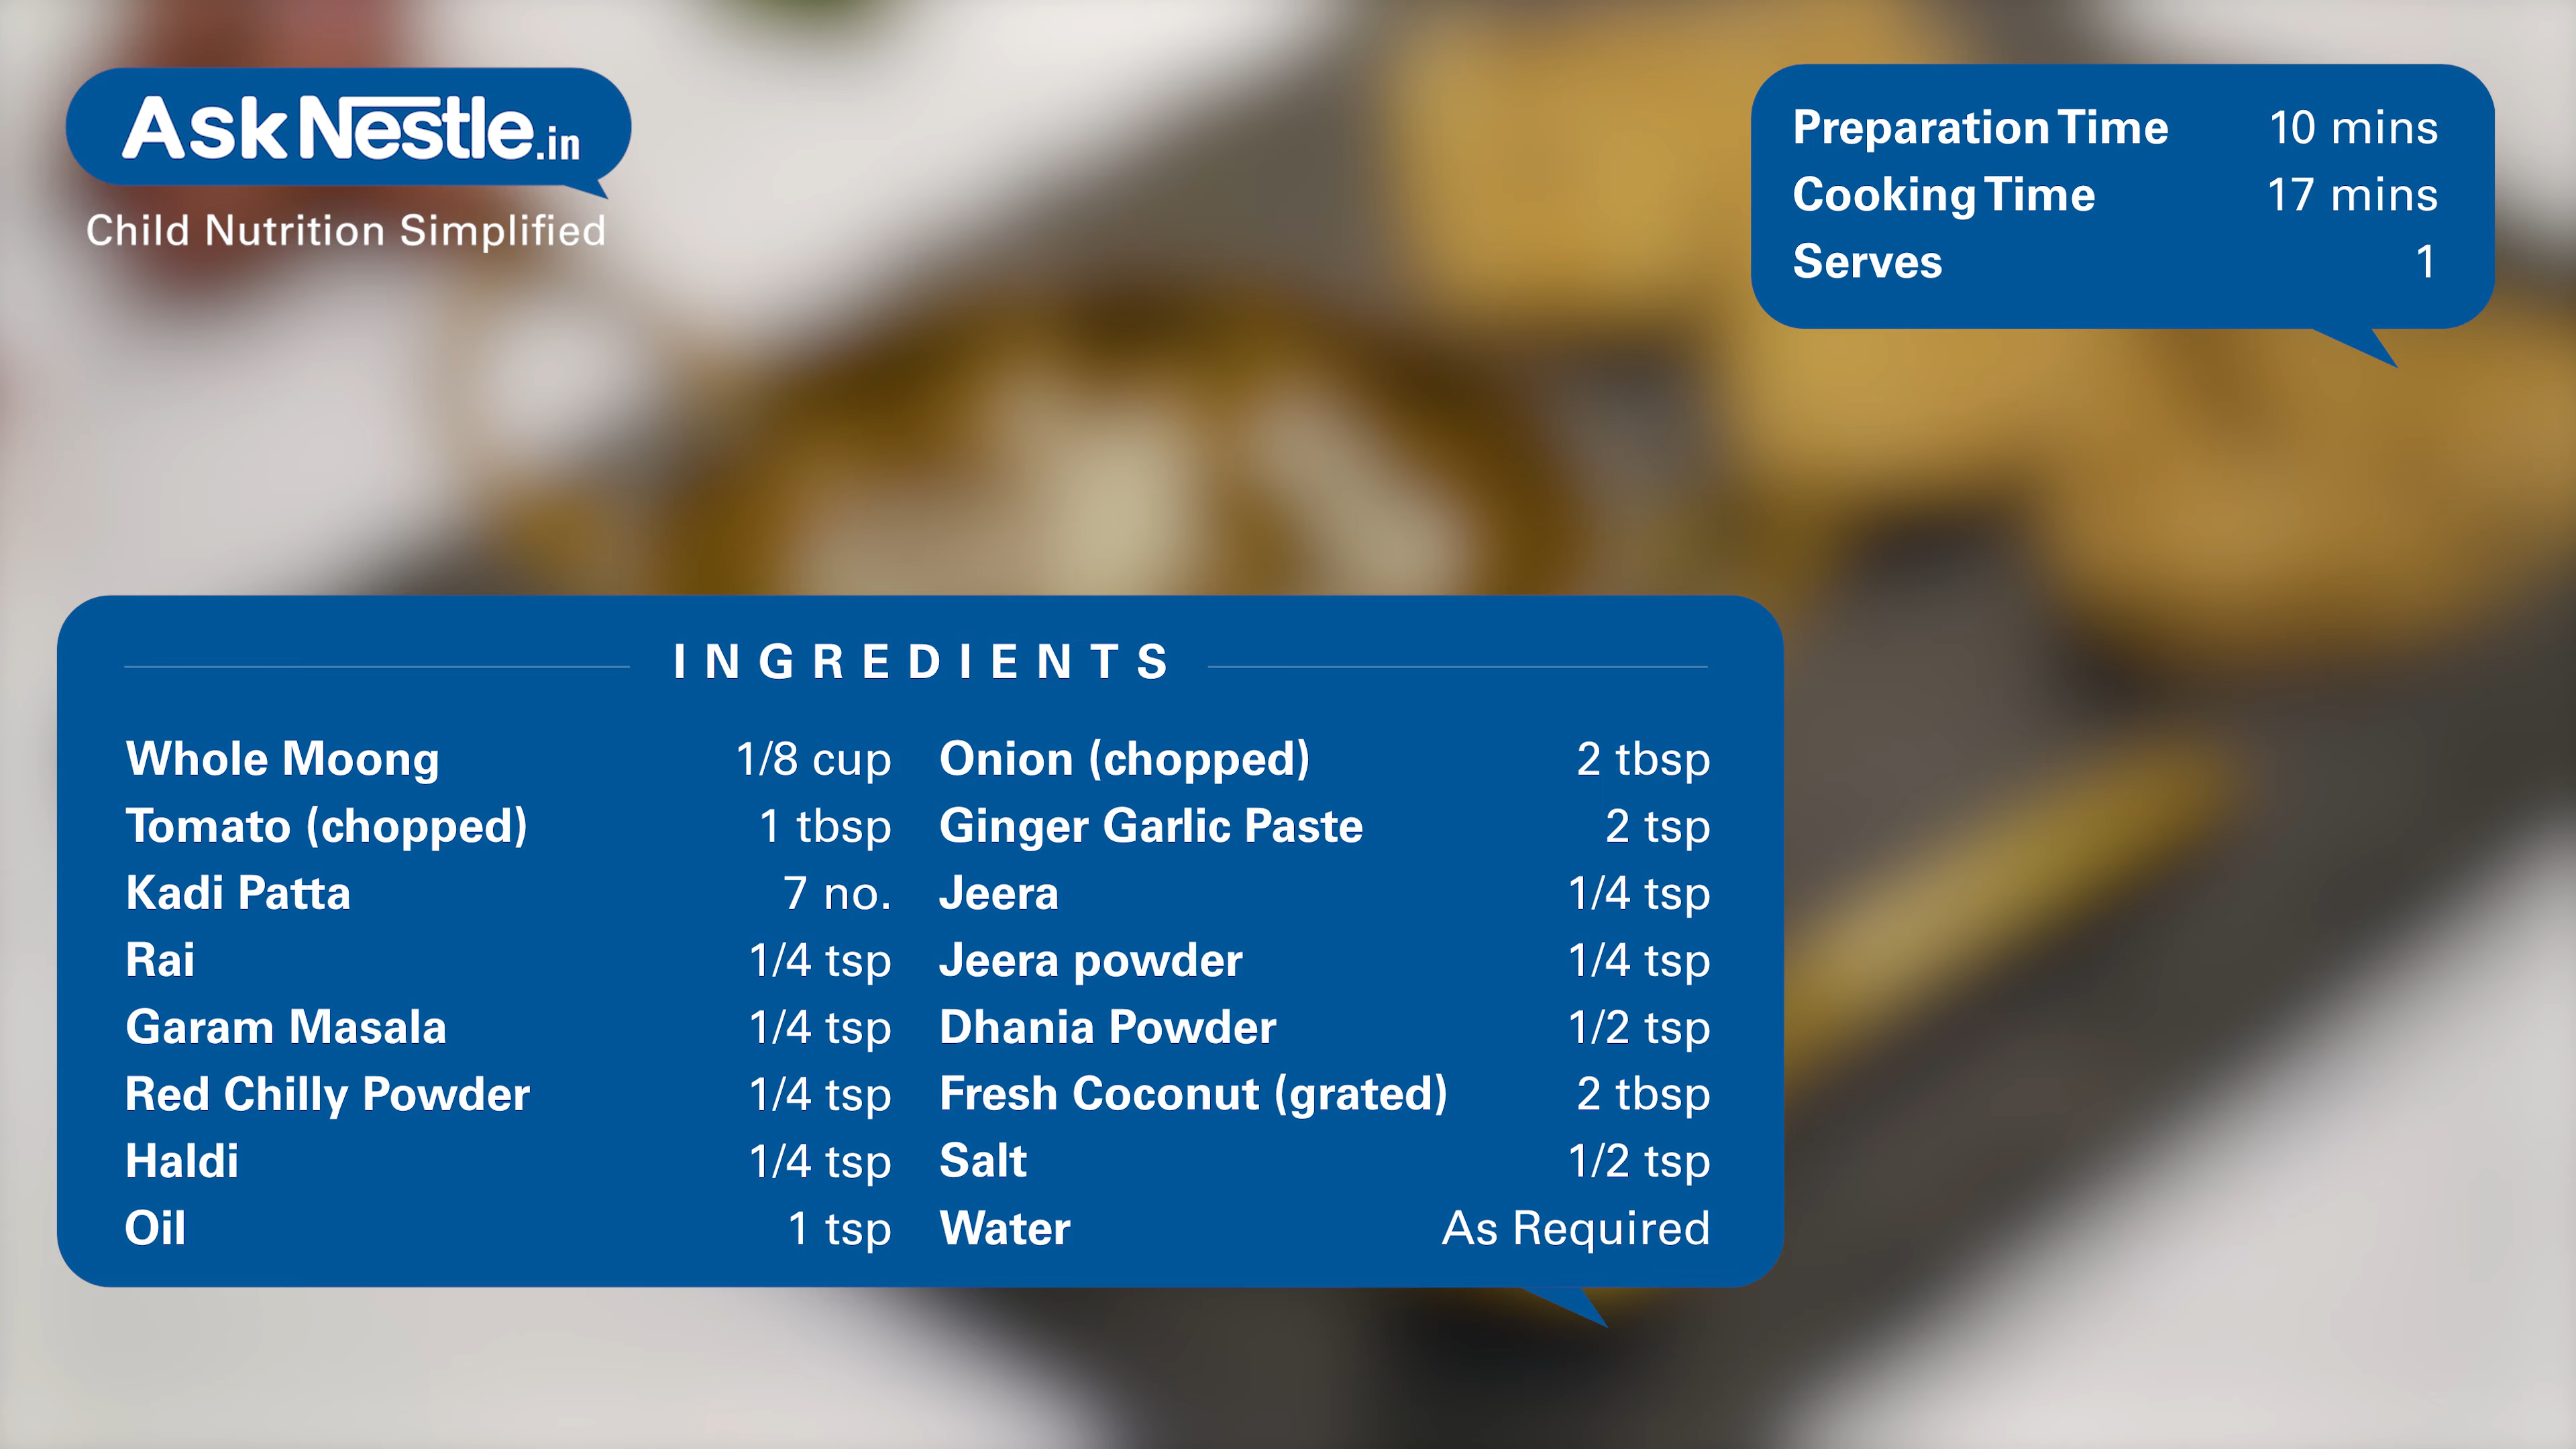 AskNestle.in
Child Nutrition Simplified
Preparation Time 10 mins
Cooking Time 17 mins
Serves 1
INGREDIENTS
Whole Moong 1/8 cup Onion (chopped) 2 tbsp
Tomato (chopped) 1 tbsp Ginger Garlic Paste 2 tsp
Kadi Patta 7 no. Jeera 1/4 tsp
Rai 1/4 tsp Jeera powder 1/4 tsp
Garam Masala 1/4 tsp Dhania Powder 1/2 tsp
Red Chilly Powder 1/4 tsp Fresh Coconut (grated) 2 tbsp
Haldi 1/4 tsp Salt 1/2 tsp
Oil 1 tsp Water As Required